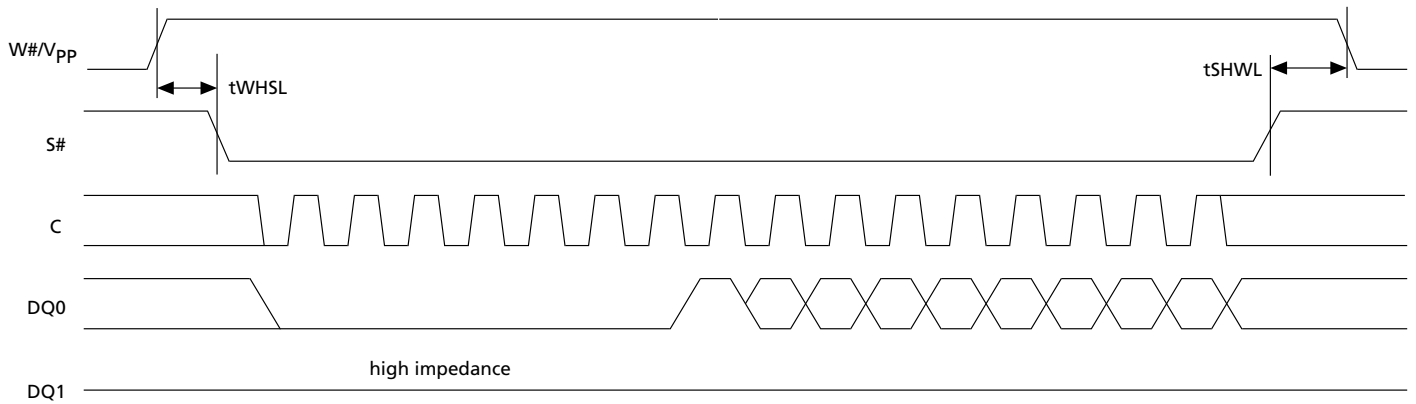 W#/VPP
tWHSL
tSHWL
S#
C
DQ0
high impedance
DQ1